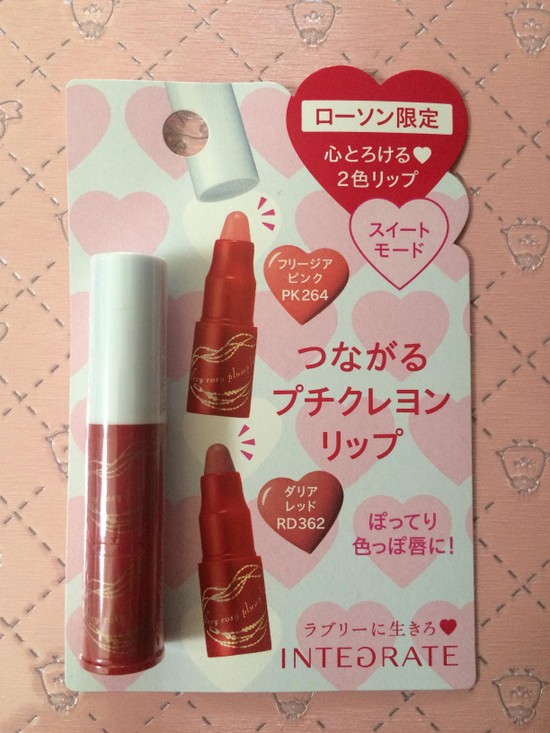 ローソン限定
心とろける♥
2色リップ
スイート
モード
フリージア
ピンク
PK264
つながる
プチクレヨン
リップ
ダリア
レッド
RD362
ぽってり
色っぽ唇に!
ラブリーに生きろ♥
INTEGRATE